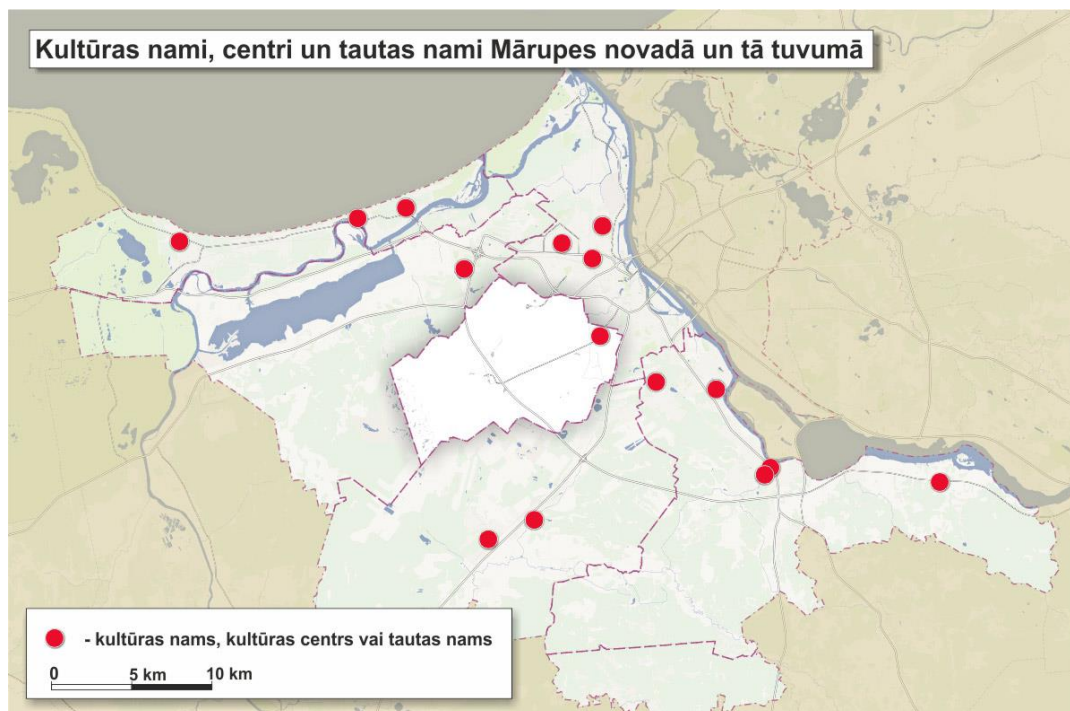 Kultūras nami, centri un tautas nami Mārupes novadā un tā tuvumā
- kultūras nams, kultūras centrs vai tautas nams
0 5 km 10 km